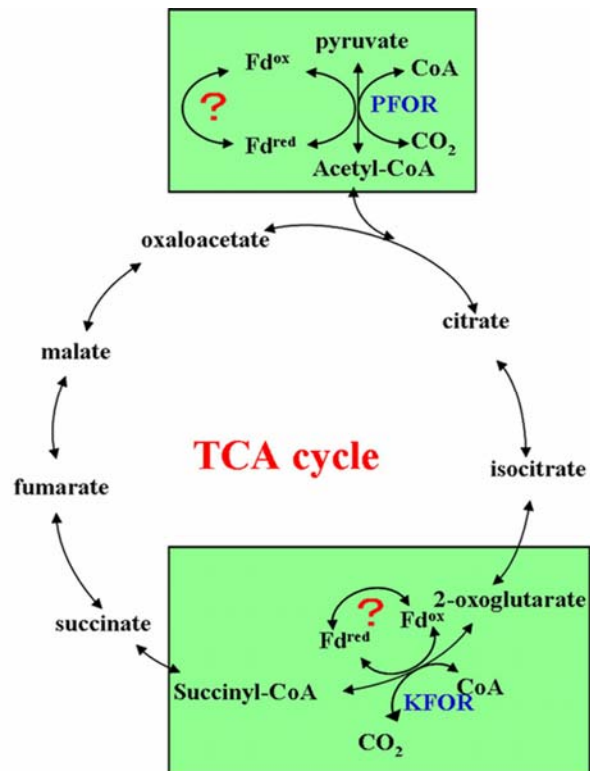 pyruvate
Fd^ox
CoA
?
PFOR
Fd^red
CO₂
Acetyl-CoA
oxaloacetate
citrate
malate
TCA cycle
isocitrate
fumarate
2-oxoglutarate
?
Fd^ox
Fd^red
succinate
Succinyl-CoA
CoA
KFOR
CO₂